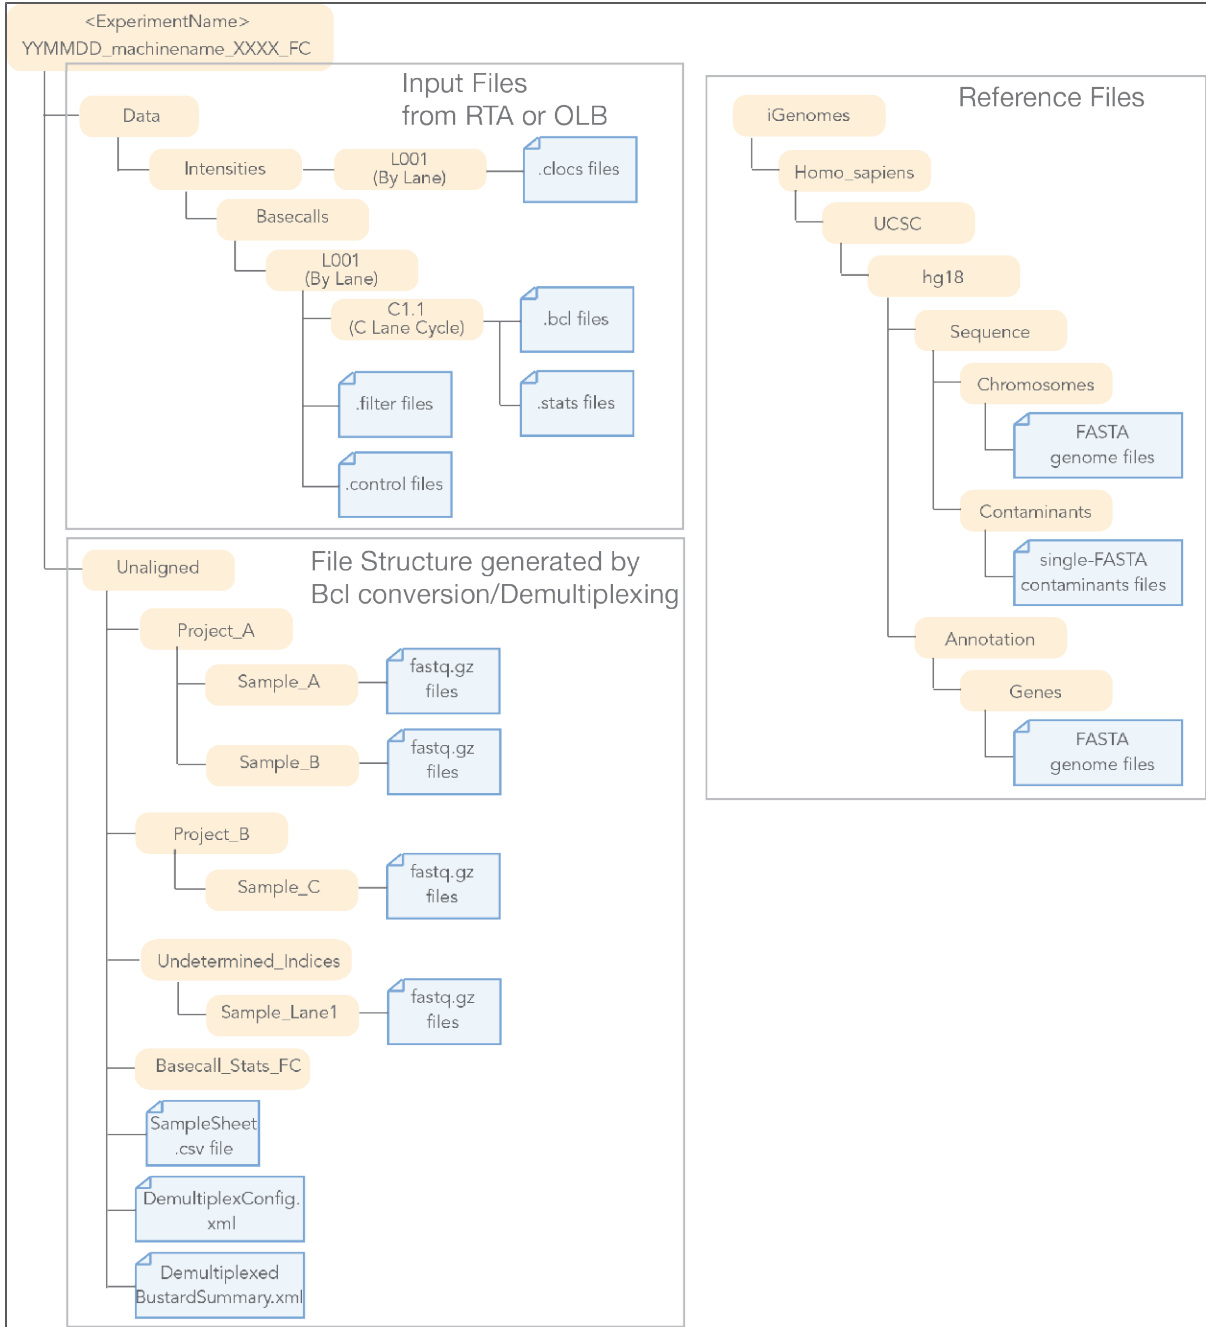 <ExperimentName>
YYMMDD_machinename_XXXX_FC
Input Files
from RTA or OLB
Data
Intensities
L001
(By Lane)
.clocs files
Basecalls
L001
(By Lane)
C1.1
(C Lane Cycle)
.bcl files
.filter files
.stats files
.control files
File Structure generated by
Bcl conversion/Demultiplexing
Unaligned
Project_A
Sample_A
fastq.gz
files
Sample_B
fastq.gz
files
Project_B
Sample_C
fastq.gz
files
Undetermined_Indices
Sample_Lane1
fastq.gz
files
Basecall_Stats_FC
SampleSheet
.csv file
DemultiplexConfig.
xml
Demultiplexed
BustardSummary.xml
Reference Files
iGenomes
Homo_sapiens
UCSC
hg18
Sequence
Chromosomes
FASTA
genome files
Contaminants
single-FASTA
contaminants files
Annotation
Genes
FASTA
genome files